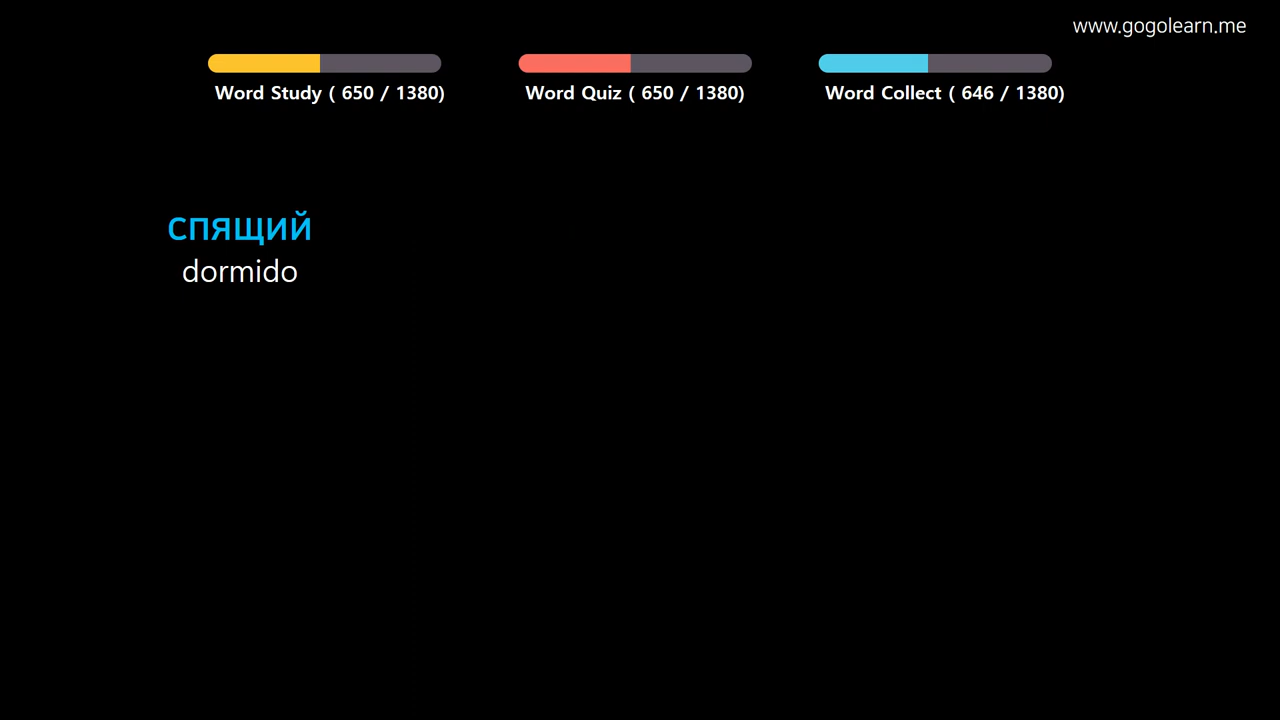 www.gogolearn.me
Word Study ( 650 / 1380)
Word Quiz ( 650 / 1380)
Word Collect ( 646 / 1380)
спящий
dormido